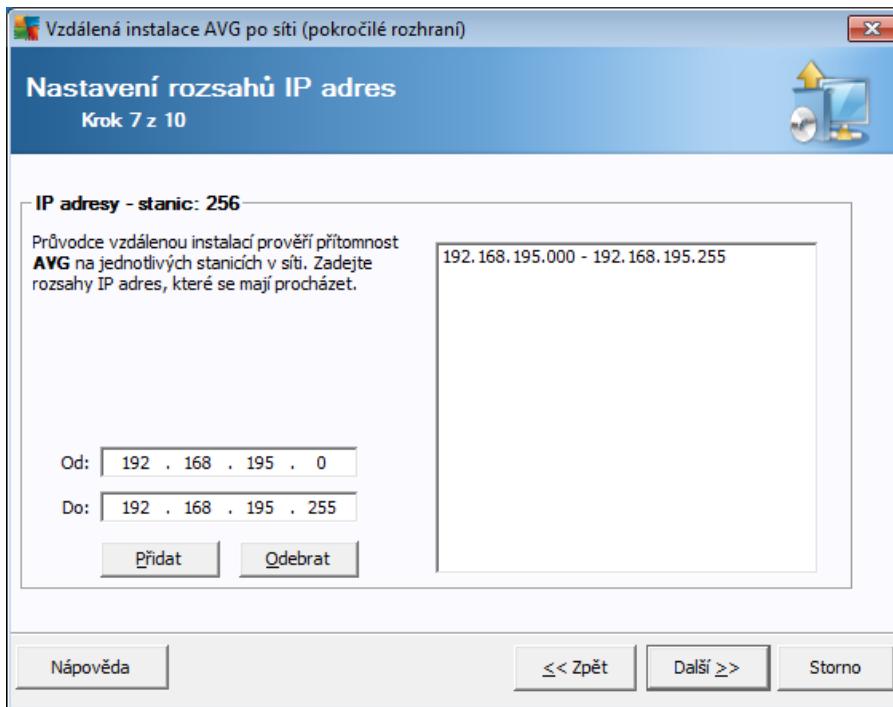 Vzdálená instalace AVG po síti (pokročilé rozhraní)
Nastavení rozsahů IP adres
Krok 7 z 10
IP adresy - stanic: 256
Průvodce vzdálenou instalací prověří přítomnost
AVG na jednotlivých stanicích v síti. Zadejte
rozsahy IP adres, které se mají procházet.
192.168.195.000 - 192.168.195.255
Od: 192 . 168 . 195 . 0
Do: 192 . 168 . 195 . 255
Přidat Odebrat
Nápověda << Zpět Další >> Storno